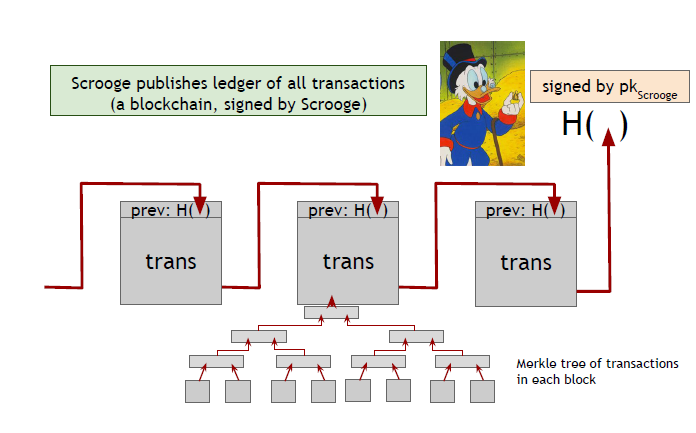 Scrooge publishes ledger of all transactions
(a blockchain, signed by Scrooge)
signed by pkScrooge
H( )
prev: H( )
trans
prev: H( )
trans
prev: H( )
trans
Merkle tree of transactions
in each block